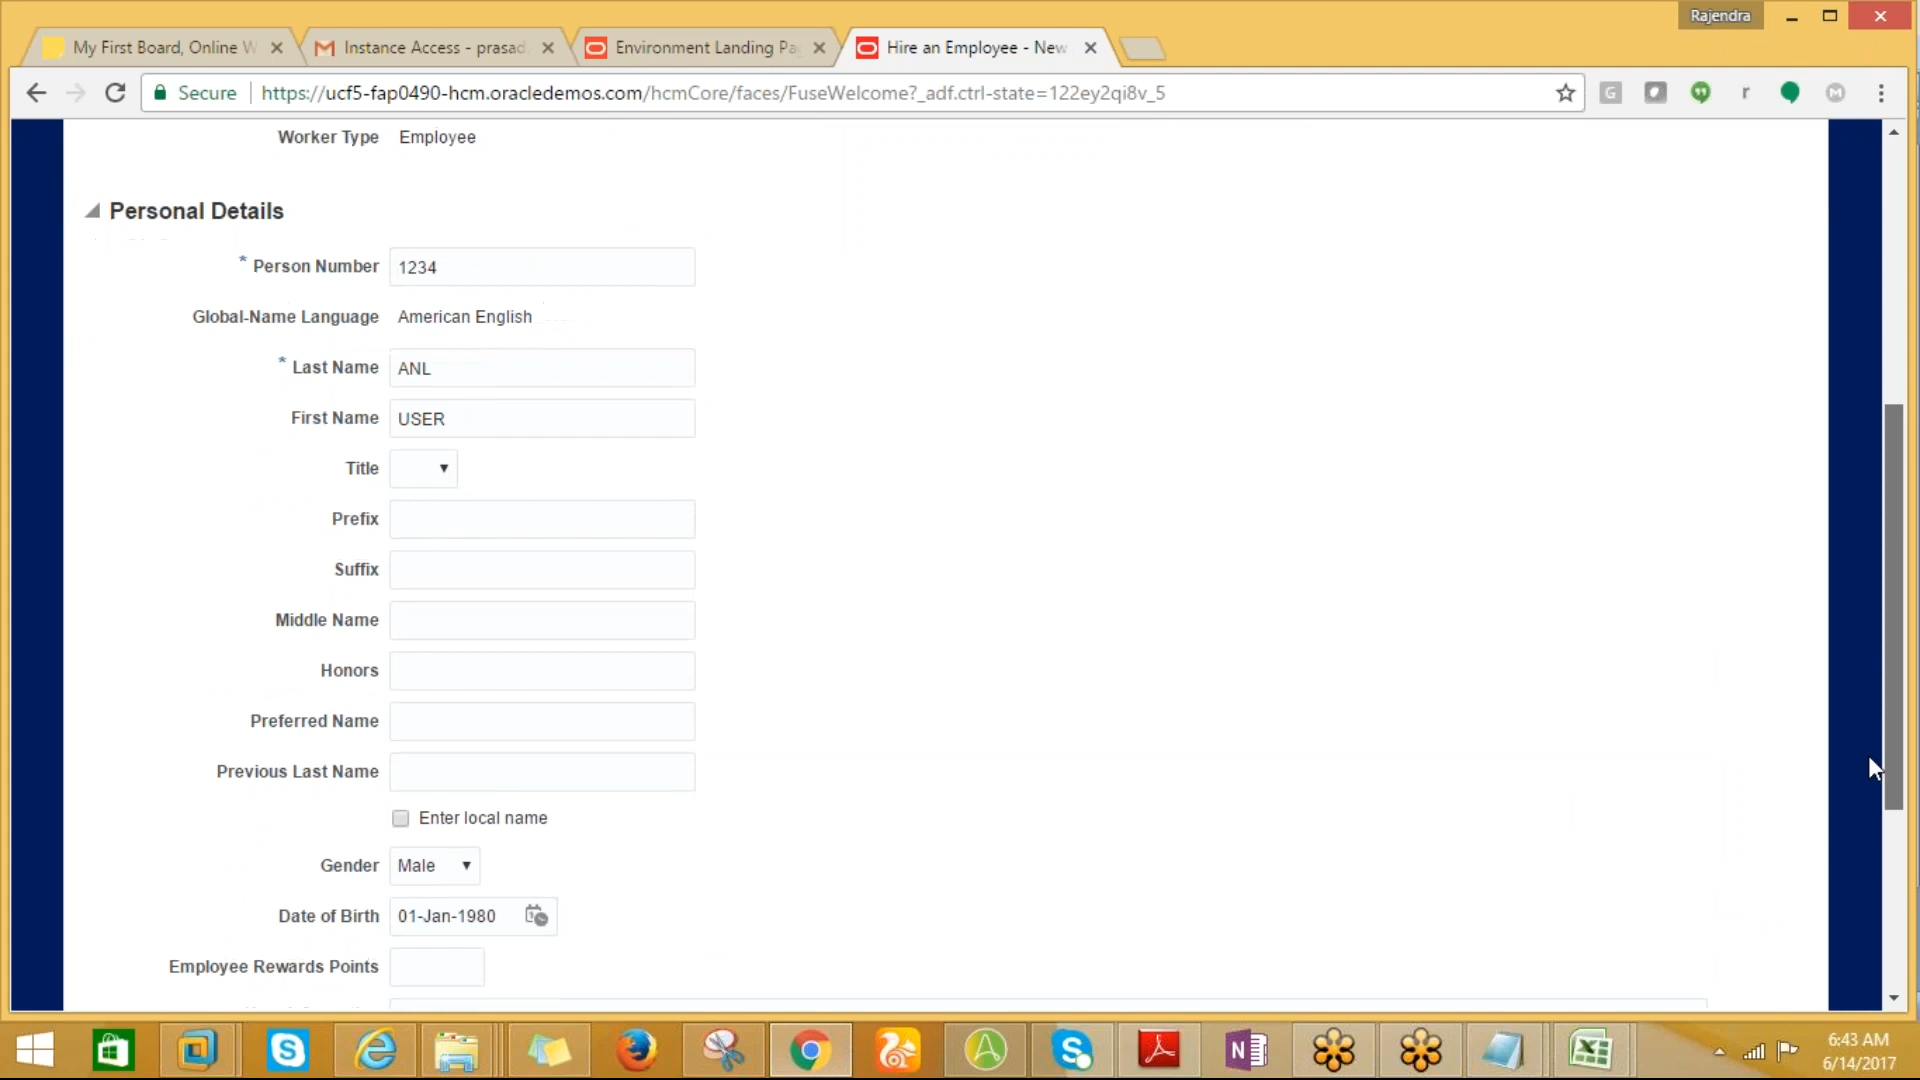 Rajendra
My First Board, Online W
Instance Access - prasad
Environment Landing Pa
Hire an Employee - New
Secure
https://ucf5-fap0490-hcm.oracledemos.com/hcmCore/faces/FuseWelcome?_adf.ctrl-state=122ey2qi8v_5
Worker Type Employee
Personal Details
* Person Number 1234
Global-Name Language American English
* Last Name ANL
First Name USER
Title
Prefix
Suffix
Middle Name
Honors
Preferred Name
Previous Last Name
Enter local name
Gender Male
Date of Birth 01-Jan-1980
Employee Rewards Points
6:43 AM
6/14/2017